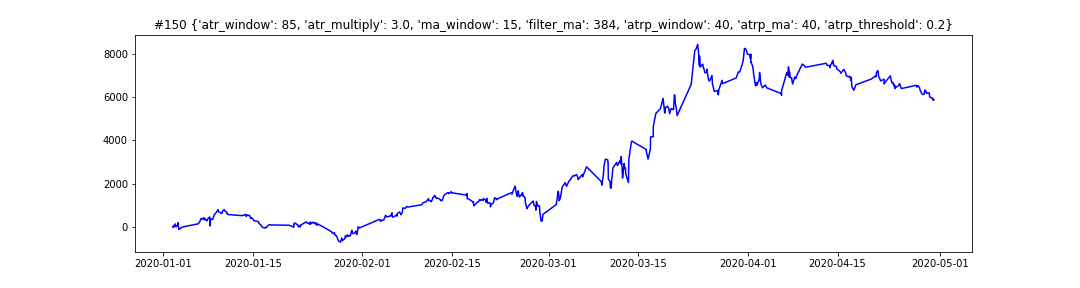 #150 {'atr_window': 85, 'atr_multiply': 3.0, 'ma_window': 15, 'filter_ma': 384, 'atrp_window': 40, 'atrp_ma': 40, 'atrp_threshold': 0.2}
8000
6000
4000
2000
0
2020-01-01 2020-01-15 2020-02-01 2020-02-15 2020-03-01 2020-03-15 2020-04-01 2020-04-15 2020-05-01